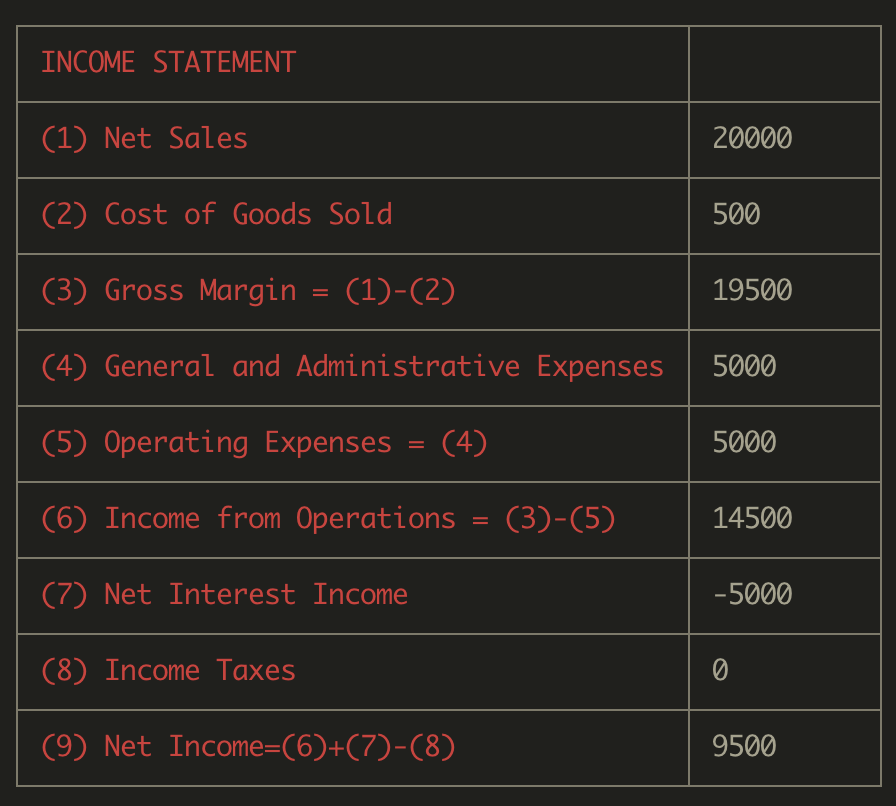 INCOME STATEMENT
(1) Net Sales 20000
(2) Cost of Goods Sold 500
(3) Gross Margin = (1)-(2) 19500
(4) General and Administrative Expenses 5000
(5) Operating Expenses = (4) 5000
(6) Income from Operations = (3)-(5) 14500
(7) Net Interest Income -5000
(8) Income Taxes 0
(9) Net Income=(6)+(7)-(8) 9500